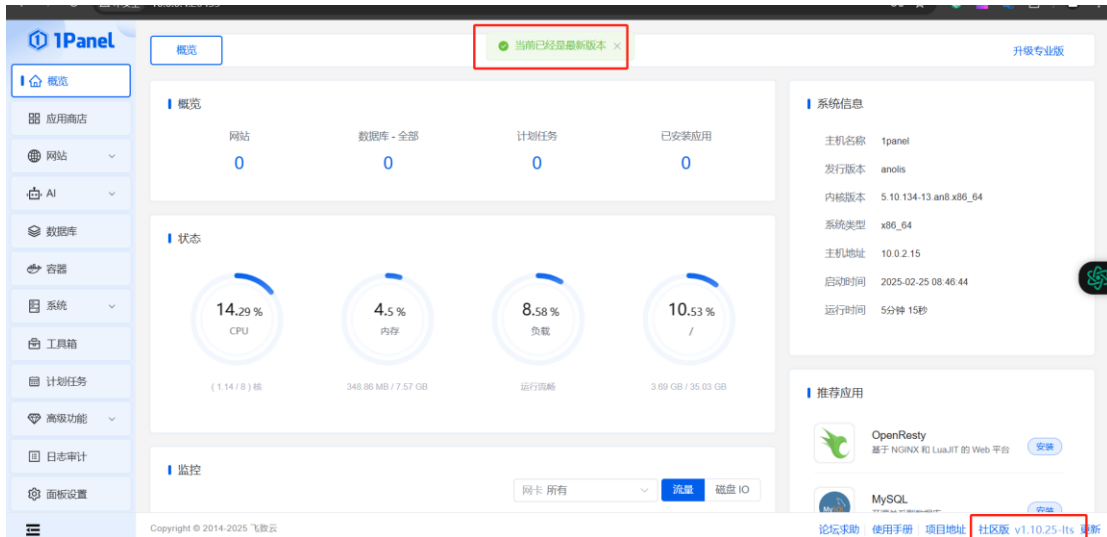 1Panel
概览
当前已经是最新版本
升级专业版
概览
应用商店
网站
AI
数据库
容器
系统
工具箱
计划任务
高级功能
日志审计
面板设置
概览
网站
数据库 - 全部
计划任务
已安装应用
0
0
0
0
状态
14.29 %
CPU
( 1.14 / 8 ) 核
4.5 %
内存
348.86 MB / 7.57 GB
8.58 %
负载
运行流畅
10.53 %
/
3.69 GB / 35.03 GB
监控
网卡 所有
流量
磁盘 IO
系统信息
主机名称 1panel
发行版本 anolis
内核版本 5.10.134-13.an8.x86_64
系统类型 x86_64
主机地址 10.0.2.15
启动时间 2025-02-25 08:46:44
运行时间 5分钟 15秒
推荐应用
OpenResty
基于 NGINX 和 LuaJIT 的 Web 平台
安装
MySQL
安装
Copyright © 2014-2025 飞致云
论坛求助 使用手册 项目地址 社区版 v1.10.25-lts 更新